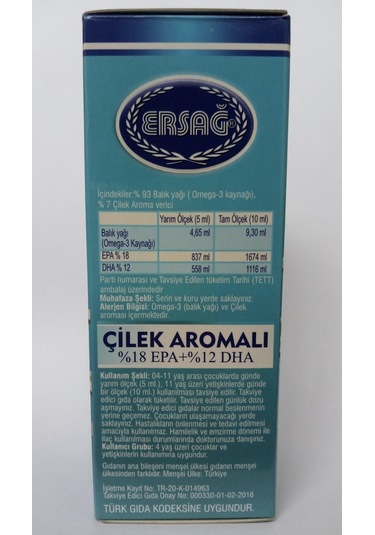 ERSAĞ®
İçindekiler:% 93 Balık yağı ( Omega-3 kaynağı ),
% 7 Çilek Aroma verici
Yarım Ölçek (5 ml) Tam Ölçek (10 ml)
Balık yağı 4,65 ml 9,30 ml
(Omega-3 Kaynağı)
EPA % 18 837 ml 1674 ml
DHA % 12 558 ml 1116 ml
Parti numarası ve Tavsiye Edilen tüketim Tarihi (TETT)
ambalaj üzerindedir
Muhafaza Şekli: Serin ve kuru yerde saklayınız.
Alerjen Bilgisi: Omega-3 (balık yağı) ve Çilek
aroması içermektedir.
ÇİLEK AROMALI
%18 EPA+%12 DHA
Kullanım Şekli: 04-11 yaş arası çocuklarda günde
yarım ölçek (5 ml.), 11 yaş üzeri yetişkinlerde günde
bir ölçek (10 ml.) kullanılması tavsiye edilir. Takviye
edici gıda olarak tüketilir. Tavsiye edilen günlük dozu
aşmayınız. Takviye edici gıdalar normal beslenmenin
yerine geçemez. Çocukların ulaşamayacağı yerde
saklayınız. Hastalıkların önlenmesi ve tedavi edilmesi
amacıyla kullanılmaz. Hamilelik ve emzirme dönemi ile
ilaç kullanılması durumlarında doktorunuza danışınız.
Kullanıcı Grubu: 4 yaş üzeri çocuklar ve
yetişkinlerin kullanımına uygundur.
Gıdanın ana bileşeni menşei ülkesi gıdanın menşei
ülkesinden farklıdır. Menşei Ülke: Türkiye
İşletme Kayıt No: TR-20-K-014963
Takviye Edici Gıda Onay No: 000330-01-02-2016
TÜRK GIDA KODEKSİNE UYGUNDUR.